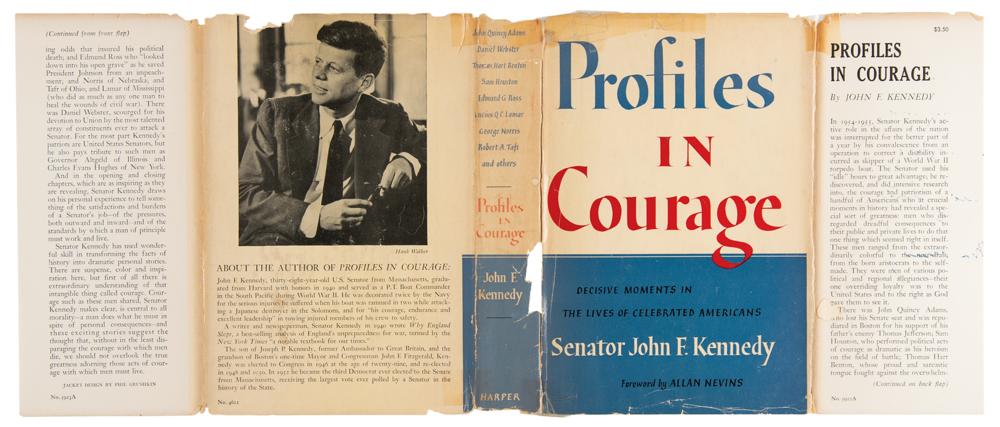 (Continued from front flap)
ing odds that insured his political
death; and Edmund Ross who "looked
down into his open grave" as he saved
President Johnson from an impeach-
ment; and Norris of Nebraska, and
Taft of Ohio, and Lamar of Mississippi
(who did as much as any one man to
heal the wounds of civil war). There
was Daniel Webster, scourged for his
devotion to Union by the most talented
array of constituents ever to attack a
Senator. For the most part Kennedy's
patriots are United States Senators, but
he also pays tribute to such men as
Governor Altgeld of Illinois and
Charles Evans Hughes of New York.
And in the opening and closing
chapters, which are as inspiring as they
are revealing, Senator Kennedy draws
on his personal experience to tell some-
thing of the satisfactions and burdens
of a Senator's job—of the pressures,
both outward and inward—and of the
standards by which a man of principle
must work and live.
Senator Kennedy has used wonder-
ful skill in transforming the facts of
history into dramatic personal stories.
There are suspense, color and inspi-
ration here, but first of all there is
extraordinary understanding of that
intangible thing called courage. Cour-
age such as these men shared, Senator
Kennedy makes clear, is central to all
morality—a man does what he must in
spite of personal consequences—and
these exciting stories suggest the
thought that, without in the least dis-
paraging the courage with which men
die, we should not overlook the true
greatness adorning those acts of cour-
age with which men must live.
JACKET DESIGN BY PHIL GRUSHKIN
No. 5923A
Hank Walker
ABOUT THE AUTHOR OF PROFILES IN COURAGE:
John F. Kennedy, thirty-eight-year-old U.S. Senator from Massachusetts, gradu-
ated from Harvard with honors in 1940 and served as a P.T. Boat Commander
in the South Pacific during World War II. He was decorated twice by the Navy
for the serious injuries he suffered when his boat was rammed in two while attack-
ing a Japanese destroyer in the Solomons, and for "his courage, endurance and
excellent leadership" in towing injured members of his crew to safety.
A writer and newspaperman, Senator Kennedy in 1940 wrote Why England
Slept, a best-selling analysis of England's unpreparedness for war, termed by the
New York Times "a notable textbook for our times."
The son of Joseph P. Kennedy, former Ambassador to Great Britain, and the
grandson of Boston's one-time Mayor and Congressman John F. Fitzgerald, Ken-
nedy was elected to Congress in 1946 at the age of twenty-nine, and re-elected
in 1948 and 1950. In 1952 he became the third Democrat ever elected to the Senate
from Massachusetts, receiving the largest vote ever polled by a Senator in the
history of the State.
No. 4622
John Quincy Adams
Daniel Webster
Thomas Hart Benton
Sam Houston
Edmund G. Ross
Lucius Q.C. Lamar
George Norris
Robert A. Taft
and others
Profiles
IN
Courage
John F.
Kennedy
HARPER
Profiles
IN
Courage
DECISIVE MOMENTS IN
THE LIVES OF CELEBRATED AMERICANS
Senator John F. Kennedy
Foreword by ALLAN NEVINS
$3.50
PROFILES
IN COURAGE
By JOHN F. KENNEDY
In 1954-1955, Senator Kennedy's ac-
tive role in the affairs of the nation
was interrupted for the better part of
a year by his convalescence from an
operation to correct a disability in-
curred as skipper of a World War II
torpedo boat. The Senator used his
"idle" hours to great advantage; he re-
discovered, and did intensive research
into, the courage and patriotism of a
handful of Americans who at crucial
moments in history had revealed a spe-
cial sort of greatness: men who dis-
regarded dreadful consequences to
their public and private lives to do that
one thing which seemed right in itself.
These men ranged from the extraor-
dinarily colorful to the
from the born aristocrats to the self-
made. They were men of various po-
litical and regional allegiances—their
one overriding loyalty was to the
United States and to the right as God
gave them to see it.
There was John Quincy Adams,
who lost his Senate seat and was repu-
diated in Boston for his support of his
father's enemy Thomas Jefferson; Sam
Houston, who performed political acts
of courage as dramatic as his heroism
on the field of battle; Thomas Hart
Benton, whose proud and sarcastic
tongue fought against the overwhelm-
(Continued on back flap)
No. 5922A